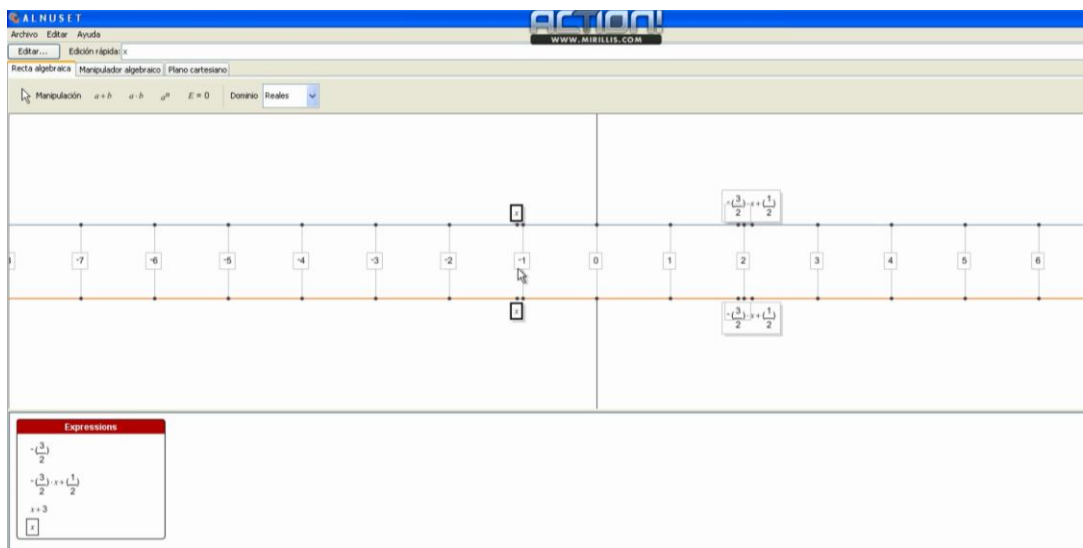 ALNUSET
ACTION!
WWW.MIRILLIS.COM
Archivo Editar Ayuda
Editar... Edición rápida: x
Recta algebraica Manipulador algebraico Plano cartesiano
Manipulación a+b a·b aⁿ E = 0 Dominio Reales
x -(3/2)·x+(1/2)
-7 -6 -5 -4 -3 -2 -1 0 1 2 3 4 5 6
x -(3/2)·x+(1/2)
Expressions
-(3/2)
-(3/2)·x+(1/2)
x+3
x